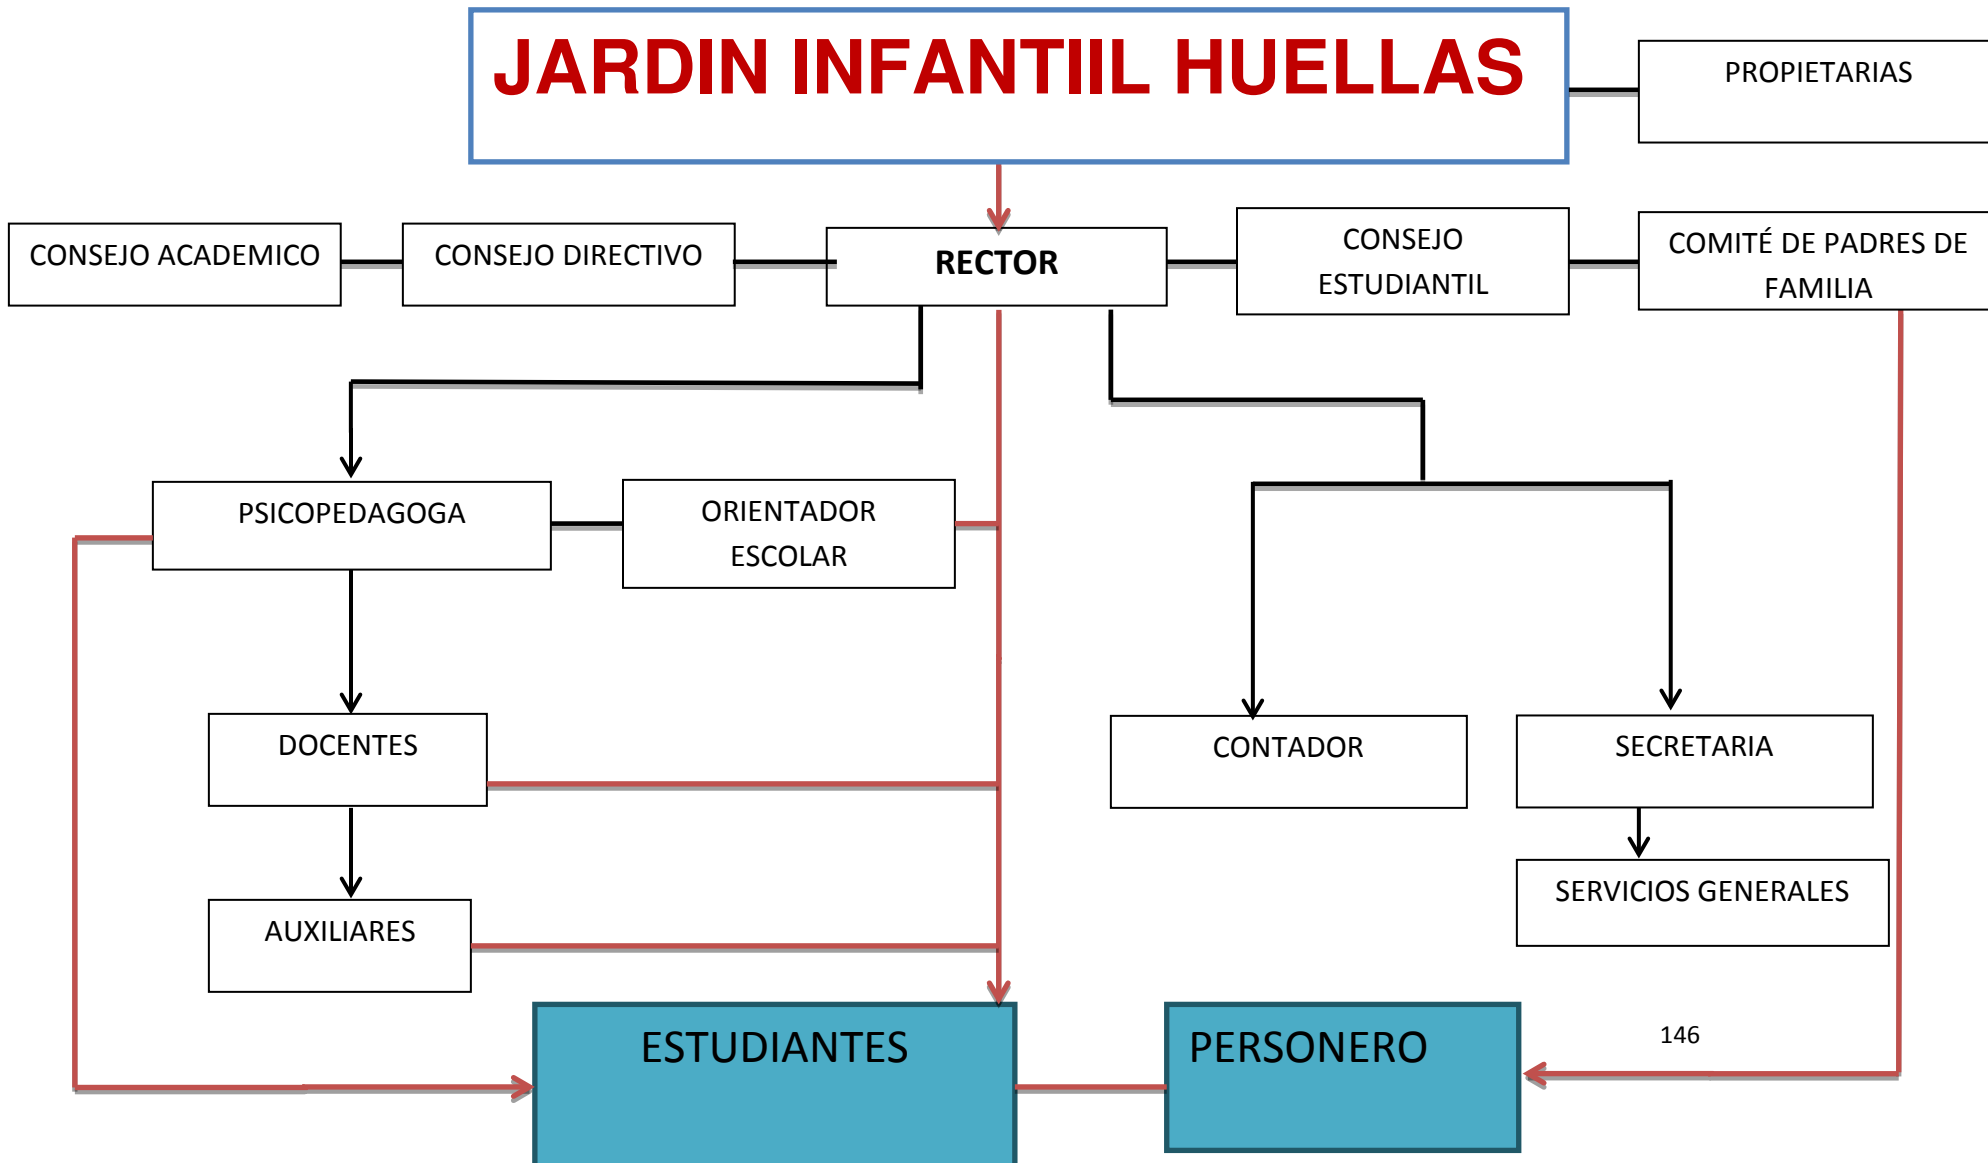 JARDIN INFANTIIL HUELLAS
PROPIETARIAS
CONSEJO ACADEMICO
CONSEJO DIRECTIVO
RECTOR
CONSEJO
ESTUDIANTIL
COMITÉ DE PADRES DE
FAMILIA
PSICOPEDAGOGA
ORIENTADOR
ESCOLAR
DOCENTES
CONTADOR
SECRETARIA
AUXILIARES
SERVICIOS GENERALES
ESTUDIANTES
PERSONERO
146